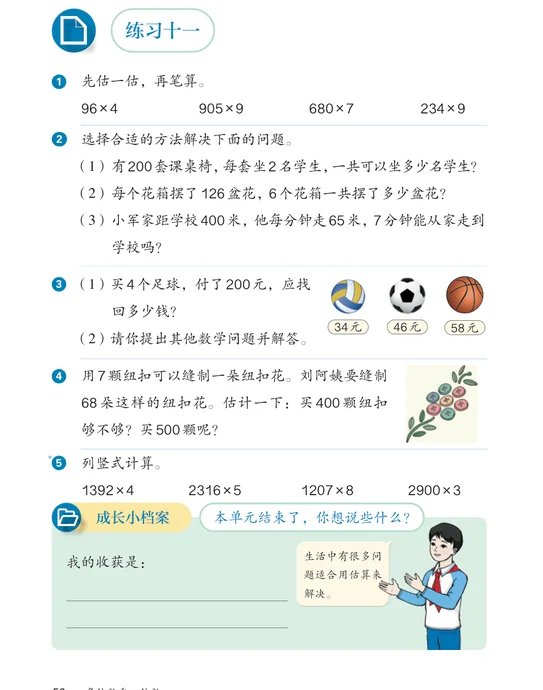 练习十一
1 先估一估，再笔算。
96×4 905×9 680×7 234×9
2 选择合适的方法解决下面的问题。
（1）有200套课桌椅，每套坐2名学生，一共可以坐多少名学生？
（2）每个花箱摆了126盆花，6个花箱一共摆了多少盆花？
（3）小军家距学校400米，他每分钟走65米，7分钟能从家走到
学校吗？
3 （1）买4个足球，付了200元，应找
回多少钱？
（2）请你提出其他数学问题并解答。
34元 46元 58元
4 用7颗纽扣可以缝制一朵纽扣花。刘阿姨要缝制
68朵这样的纽扣花。估计一下：买400颗纽扣
够不够？买500颗呢？
*5 列竖式计算。
1392×4 2316×5 1207×8 2900×3
成长小档案 本单元结束了，你想说些什么？
我的收获是：
生活中有很多问
题适合用估算来
解决。